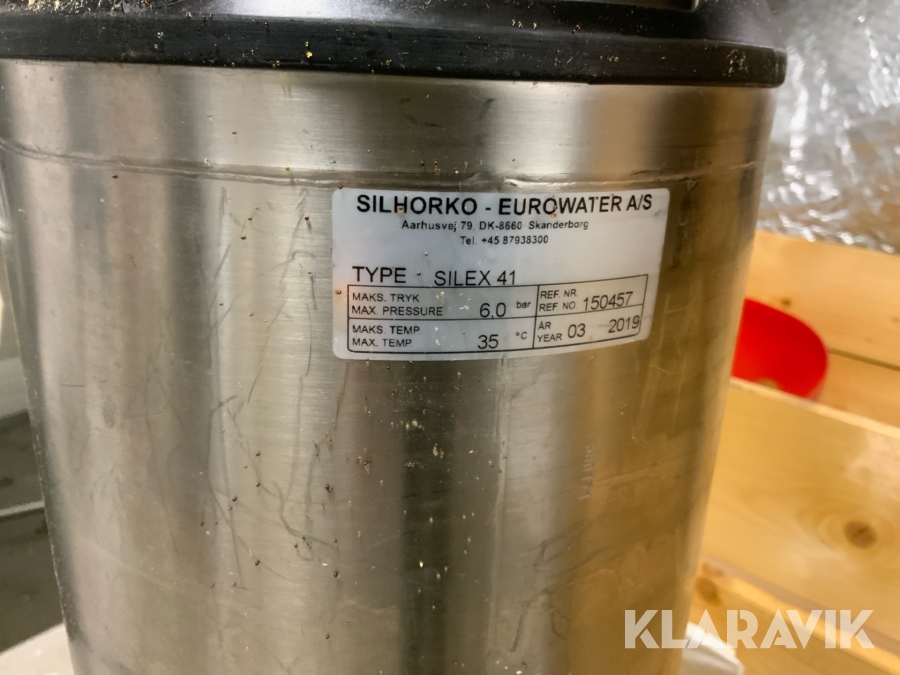 SILHORKO - EUROWATER A/S
Aarhusvej 79, DK-8660 Skanderborg
Tel. +45 87938300
TYPE SILEX 41
MAKS. TRYK
MAX. PRESSURE 6,0 bar
REF. NR.
REF. NO. 150457
MAKS. TEMP.
MAX. TEMP. 35 °C
ÅR
YEAR 03 2019
KLARAVIK